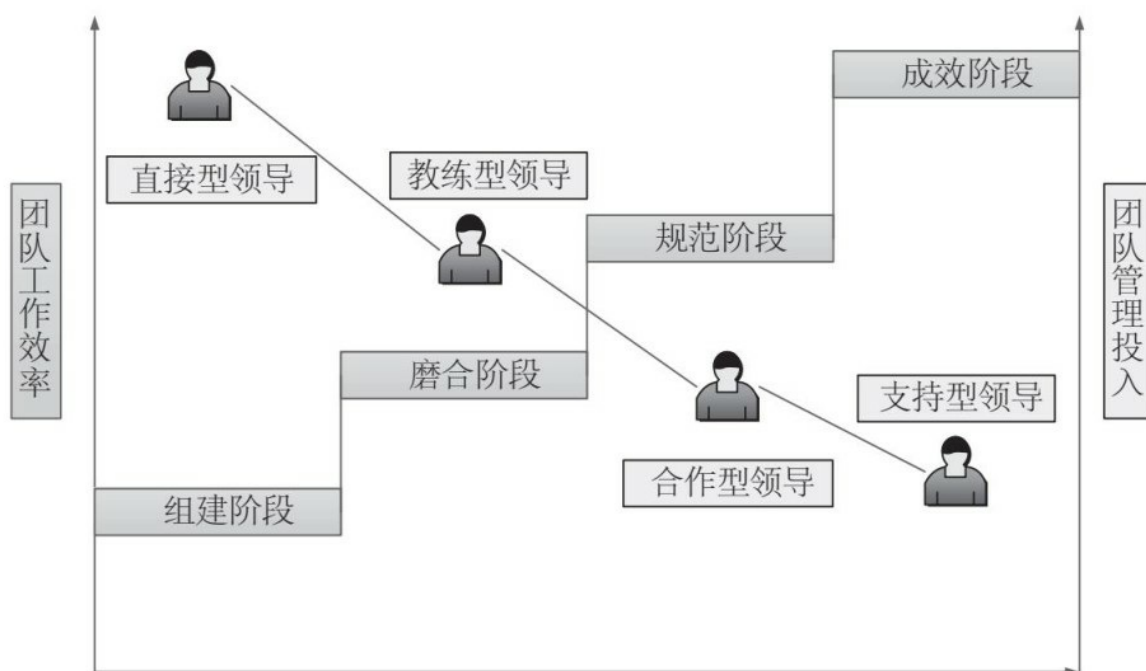 成效阶段
直接型领导
教练型领导
团队工作效率
团队管理投入
规范阶段
磨合阶段
支持型领导
合作型领导
组建阶段